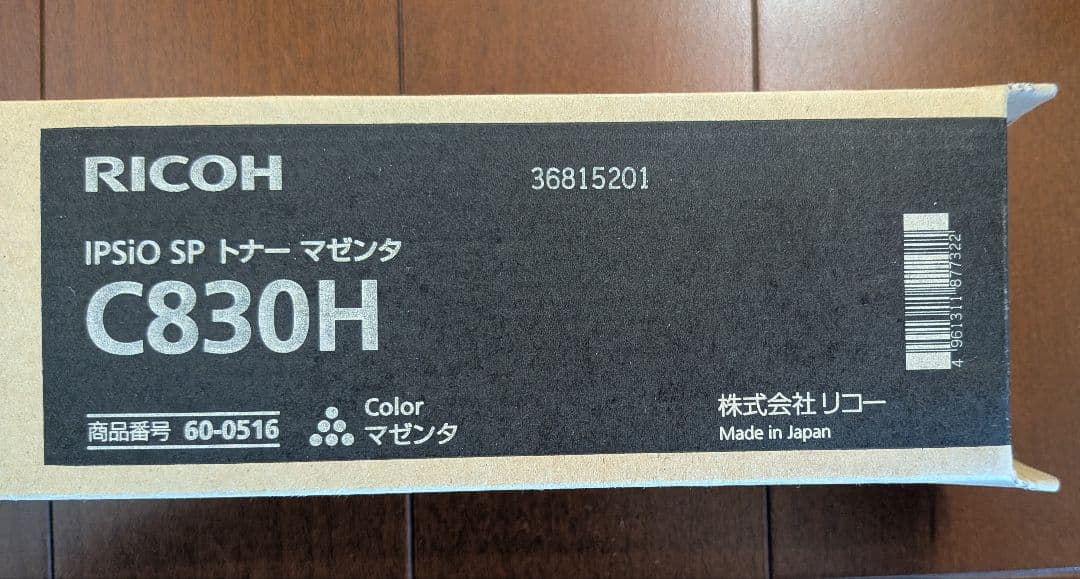 RICOH
36815201
IPSiO SP トナー マゼンタ
C830H
商品番号 60-0516
Color
マゼンタ
株式会社リコー
Made in Japan
4 961311 877322